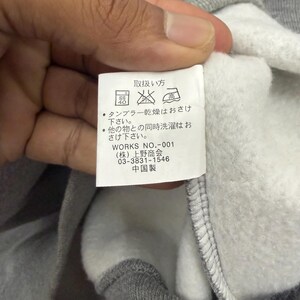 取扱い方
・タンブラー乾燥はおさけ
下さい。
・他の物との同時洗濯はお
さけ下さい。
WORKS NO.-001
(株)上野商会
03-3831-1546
中国製